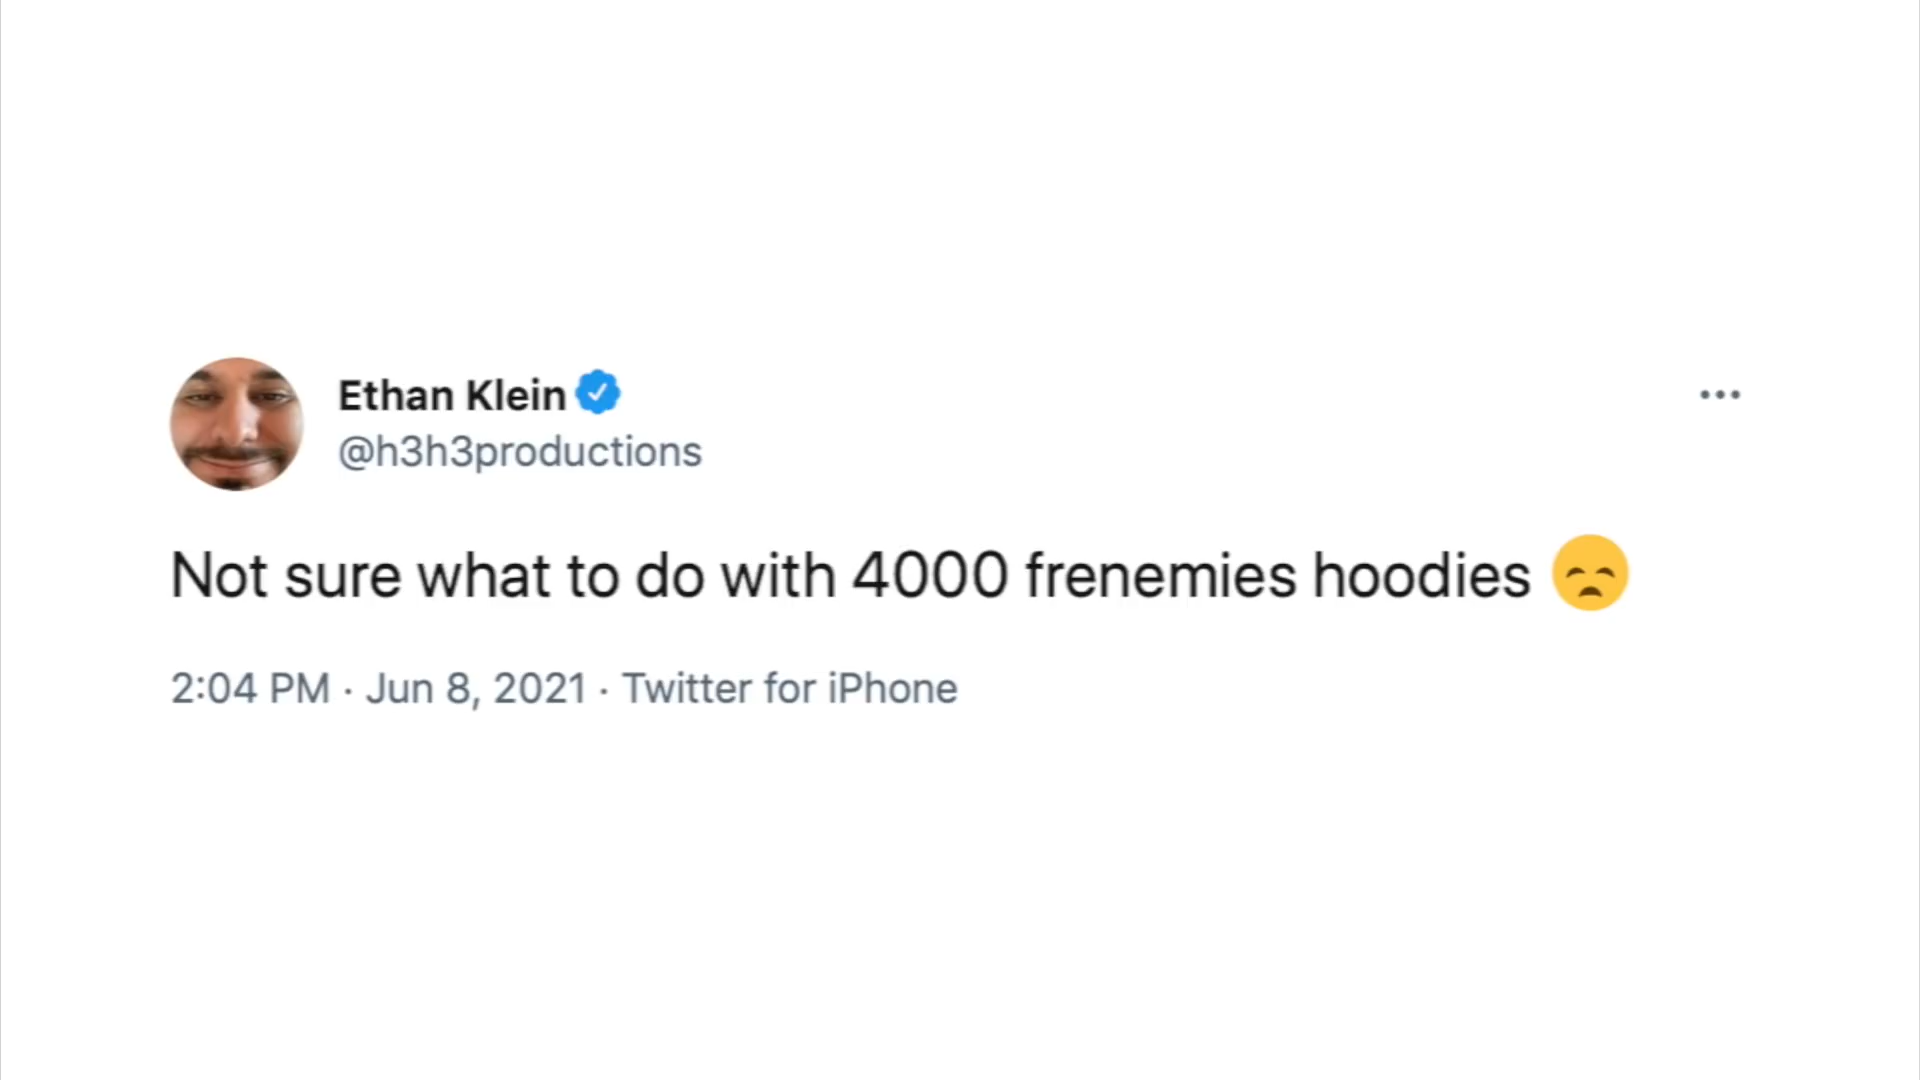 Ethan Klein
@h3h3productions
Not sure what to do with 4000 frenemies hoodies 😞
2:04 PM · Jun 8, 2021 · Twitter for iPhone